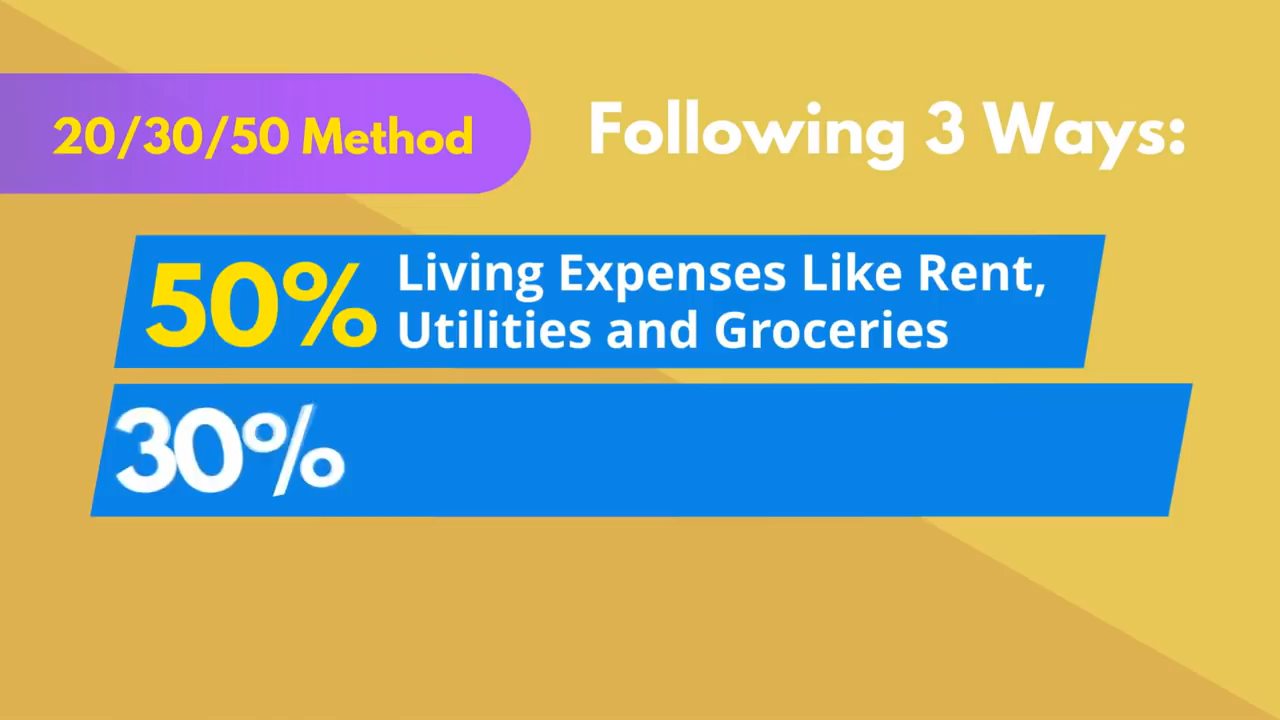 20/30/50 Method
Following 3 Ways:
50%
Living Expenses Like Rent,
Utilities and Groceries
30%